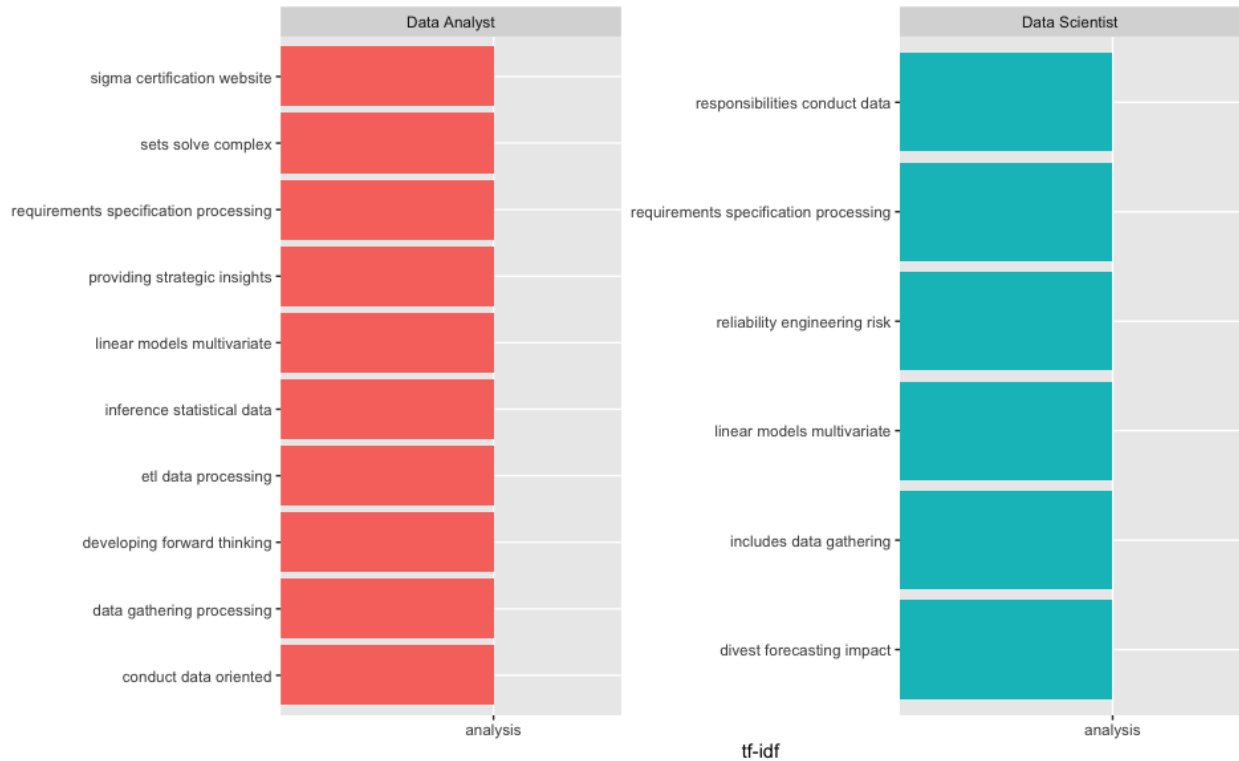 Data Analyst
sigma certification website
sets solve complex
requirements specification processing
providing strategic insights
linear models multivariate
inference statistical data
etl data processing
developing forward thinking
data gathering processing
conduct data oriented
analysis
Data Scientist
responsibilities conduct data
requirements specification processing
reliability engineering risk
linear models multivariate
includes data gathering
divest forecasting impact
analysis
tf-idf